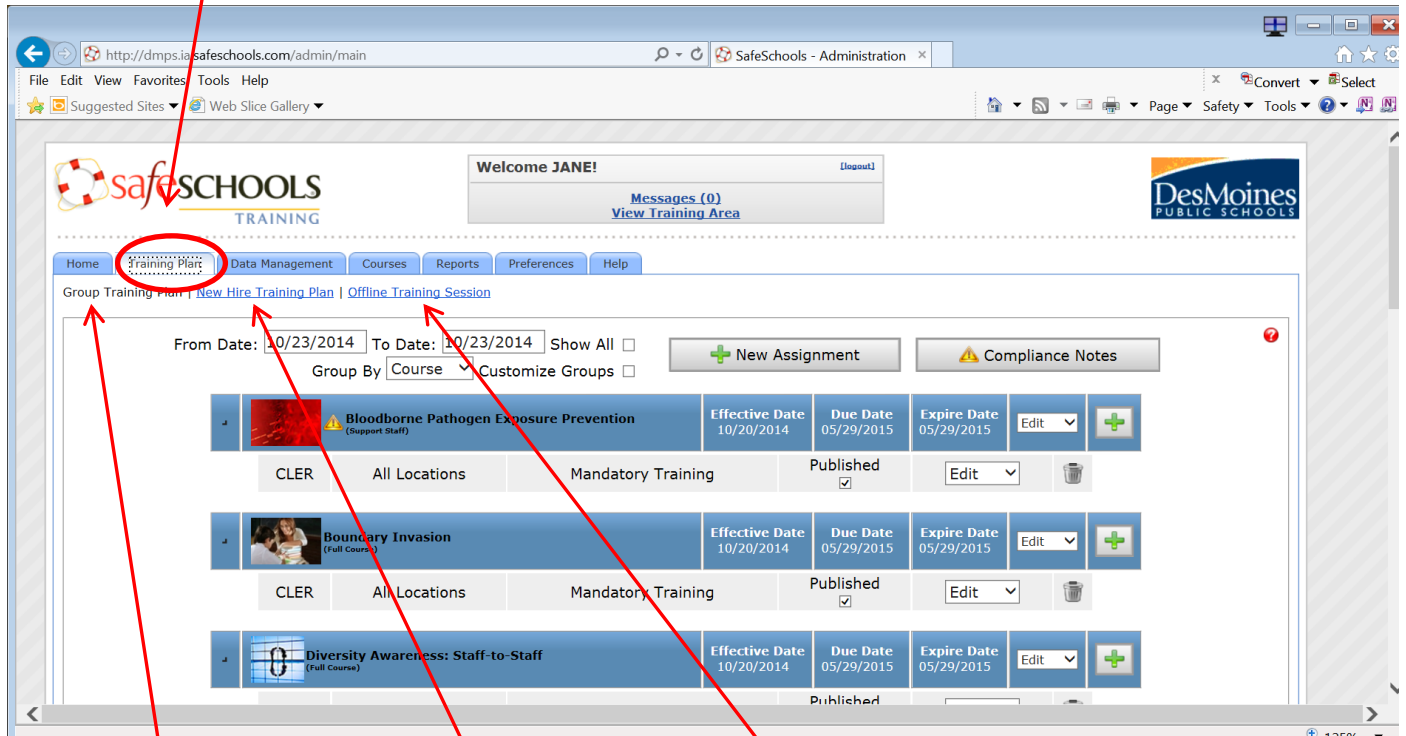 http://dmps.ia.safeschools.com/admin/main
SafeSchools - Administration
File Edit View Favorites Tools Help
Convert Select
Suggested Sites Web Slice Gallery
Page Safety Tools
safeSCHOOLS
TRAINING
Welcome JANE! [logout]
Messages (0)
View Training Area
DesMoines
PUBLIC SCHOOLS
Home Training Plan Data Management Courses Reports Preferences Help
Group Training Plan | New Hire Training Plan | Offline Training Session
From Date: 10/23/2014 To Date: 10/23/2014 Show All
New Assignment
Compliance Notes
Group By Course Customize Groups
Bloodborne Pathogen Exposure Prevention
(Support Staff)
Effective Date Due Date Expire Date
10/20/2014 05/29/2015 05/29/2015
Edit
CLER All Locations Mandatory Training Published Edit
Boundary Invasion
(Full Course)
Effective Date Due Date Expire Date
10/20/2014 05/29/2015 05/29/2015
Edit
CLER All Locations Mandatory Training Published Edit
Diversity Awareness: Staff-to-Staff
(Full Course)
Effective Date Due Date Expire Date
10/20/2014 05/29/2015 05/29/2015
Edit
Published
125%